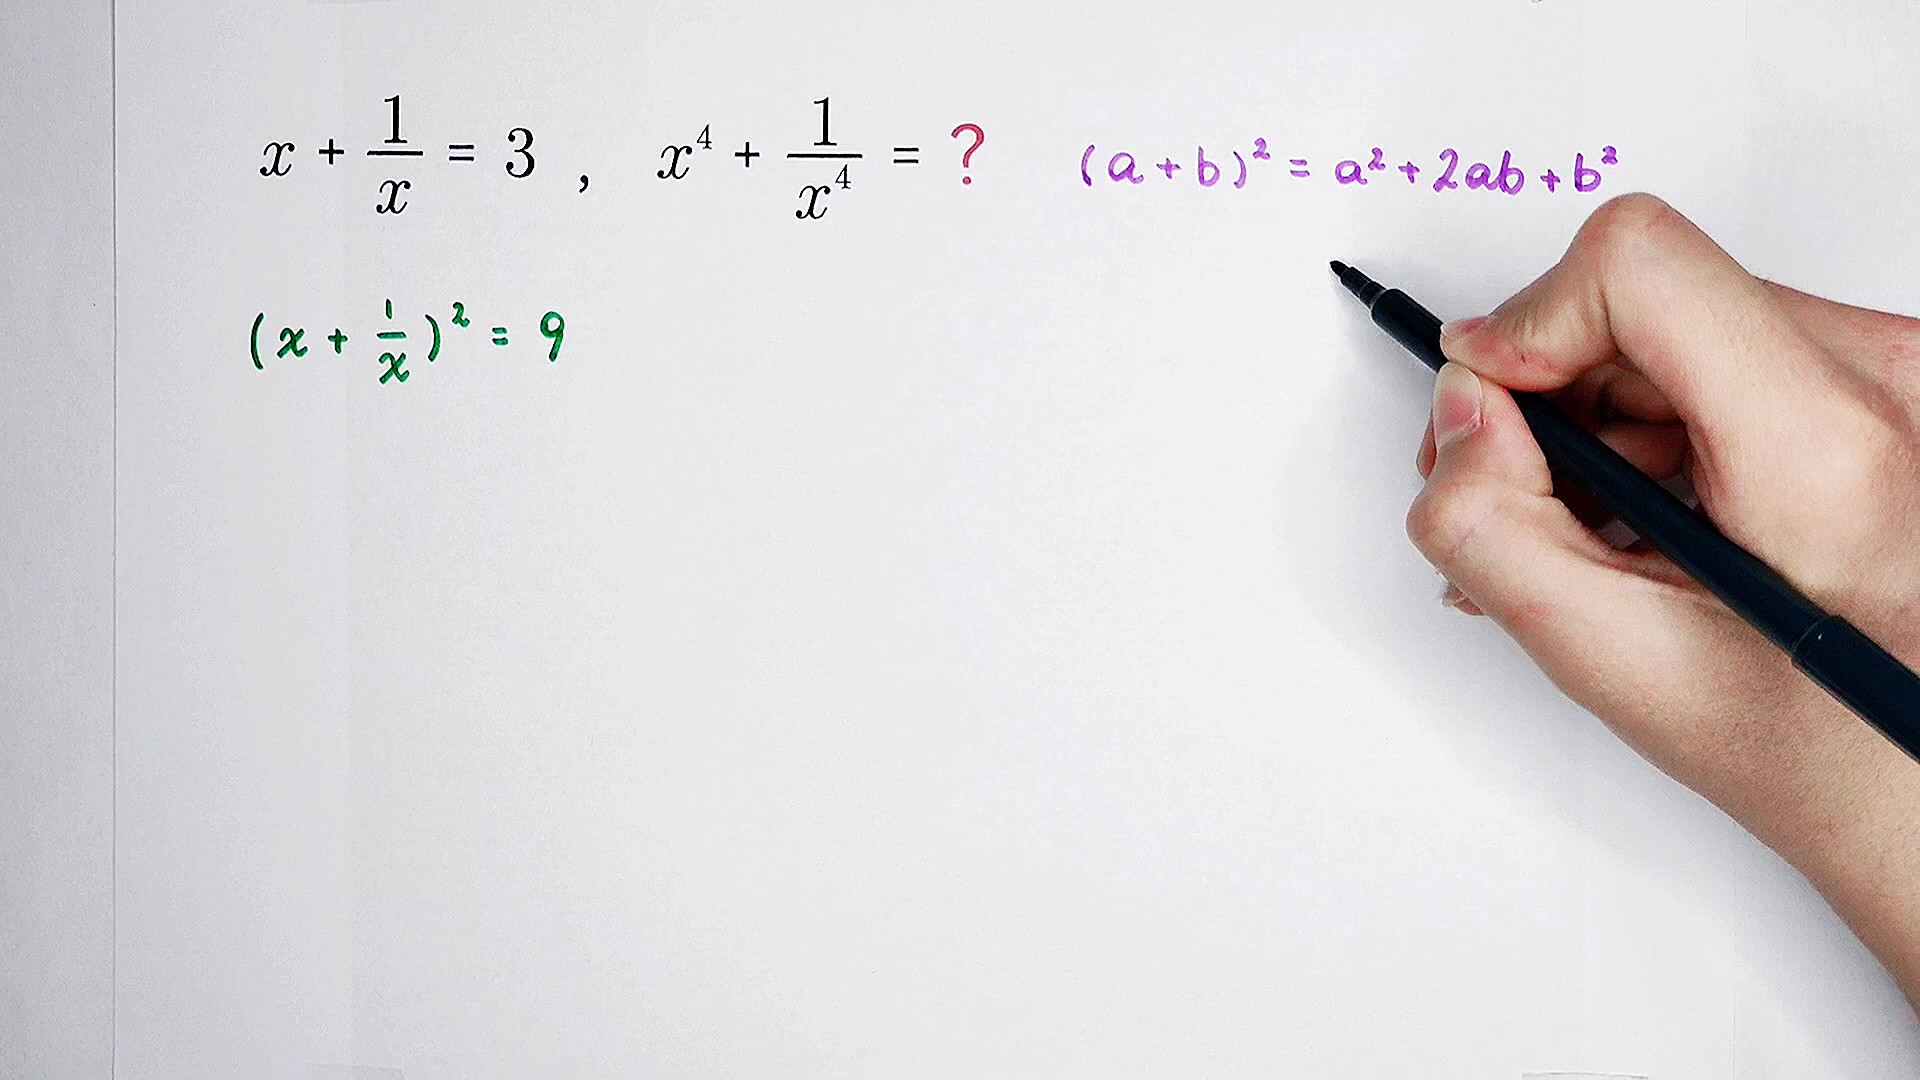 x + 1/x = 3 , x⁴ + 1/x⁴ = ?
(a + b)² = a² + 2ab + b²
(x + 1/x)² = 9